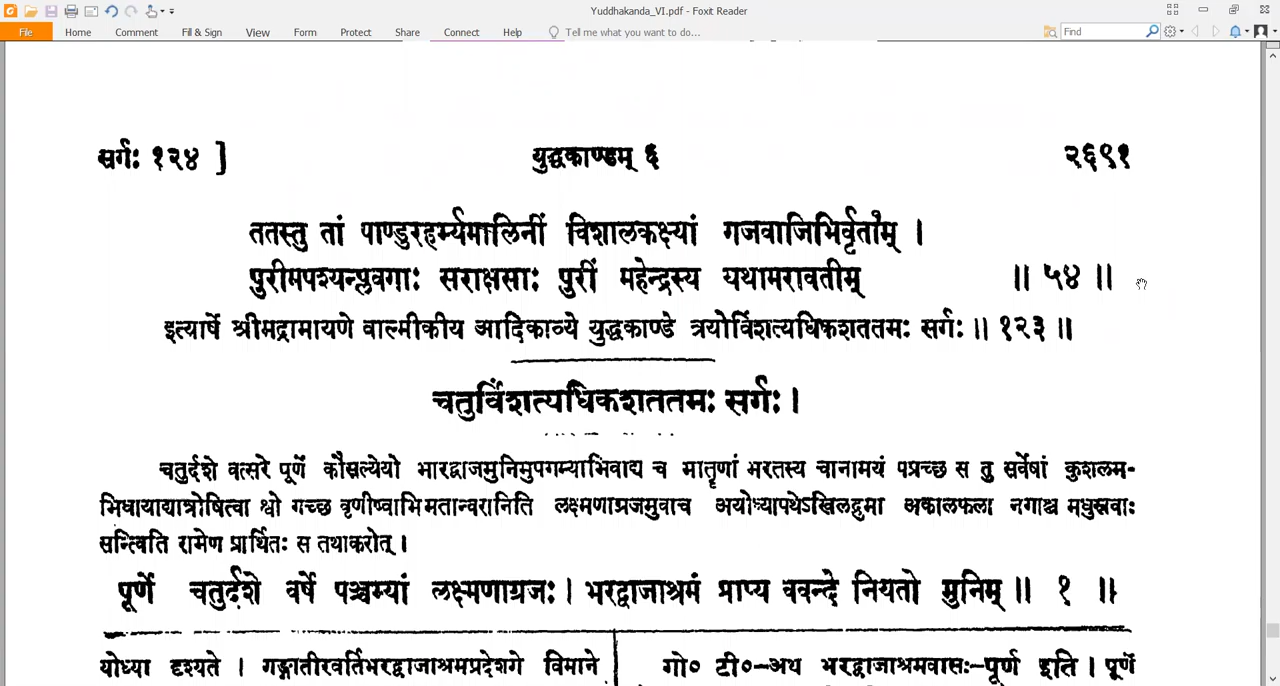 Yuddhakanda_VI.pdf - Foxit Reader
File Home Comment Fill & Sign View Form Protect Share Connect Help Tell me what you want to do... Find
सर्गः १२४ ] युद्धकाण्डम् ६ २६९१
ततस्तु तां पाण्डुरहर्म्यमालिनीं विशालकक्ष्यां गजवाजिभिर्वृताम् ।
पुरीमपश्यन्प्लवगाः सराक्षसाः पुरीं महेन्द्रस्य यथामरावतीम् ॥ ५४ ॥
इत्यार्षे श्रीमद्रामायणे वाल्मीकीय आदिकाव्ये युद्धकाण्डे त्रयोविंशत्यधिकशततमः सर्गः ॥ १२३ ॥
चतुर्विंशत्यधिकशततमः सर्गः ।
चतुर्दशे वत्सरे पूर्णे कौसल्येयो भारद्वाजमुनिमुपगम्याभिवाद्य च मातॄणां भरतस्य चानामयं पप्रच्छ स तु सर्वेषां कुशलम-
भिधायाद्यात्रोषित्वा श्वो गच्छ वृणीष्वाभिमतान्वरानिति लक्ष्मणाग्रजमुवाच अयोध्यापथेऽखिलद्रुमा अकालफला नगाश्च मधुस्रवाः
सन्त्विति रामेण प्रार्थितः स तथाकरोत् ।
पूर्णे चतुर्दशे वर्षे पञ्चम्यां लक्ष्मणाग्रजः । भरद्वाजाश्रमं प्राप्य ववन्दे नियतो मुनिम् ॥ १ ॥
योध्या दृश्यते । गङ्गातीरवर्तिभरद्वाजाश्रमप्रदेशगे विमाने
गो० टी०-अथ भरद्वाजाश्रमवासः-पूर्ण इति । पूर्णे